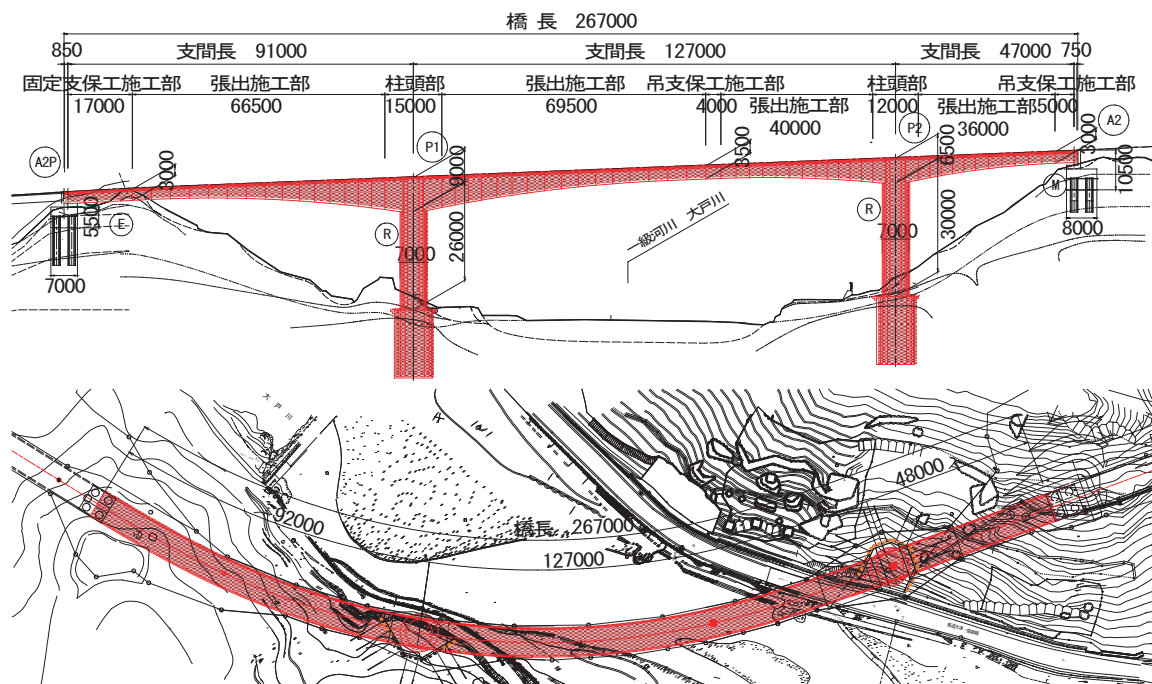 橋 長 267000
850 支間長 91000 支間長 127000 支間長 47000 750
固定支保工施工部 張出施工部 柱頭部 張出施工部 吊支保工施工部 柱頭部 吊支保工施工部
17000 66500 15000 69500 4000 張出施工部 12000 張出施工部 5000
40000 36000
A2P P1 P2 A2
3000 9000 3500 6500 3000
5500 E R 7000 26000 一級河川 大戸川 R 7000 30000 M 10500
7000 8000
大戸川
48000
92000 橋長 267000
127000